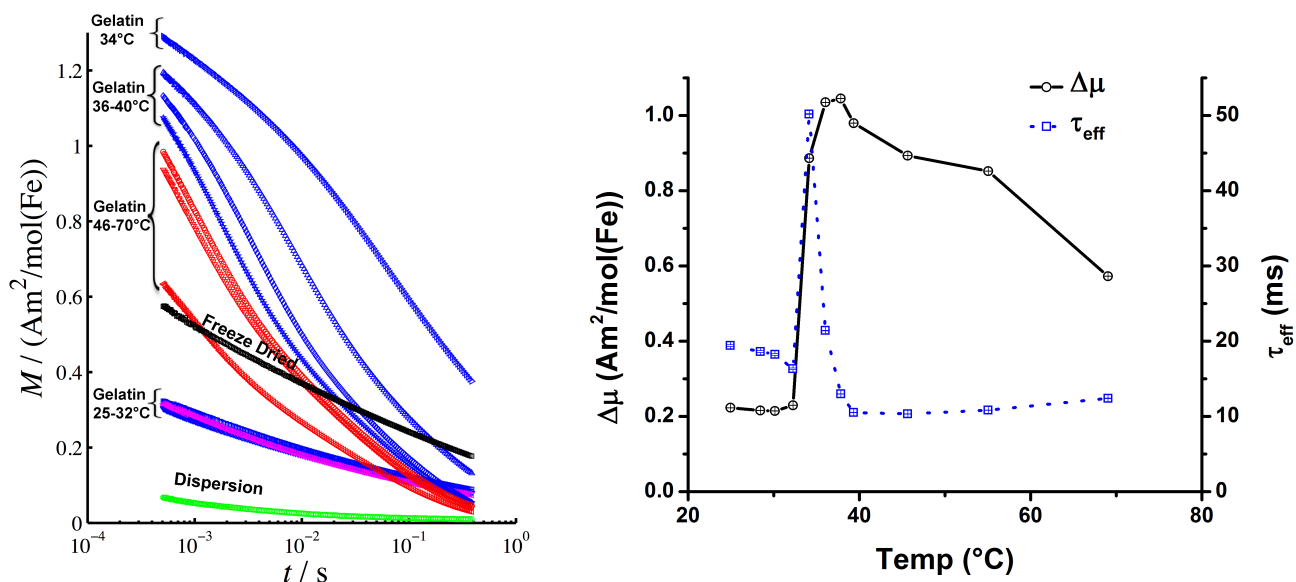 Gelatin
34°C
Gelatin
36-40°C
Gelatin
46-70°C
Freeze Dried
Gelatin
25-32°C
Dispersion
M / (Am²/mol(Fe))
1.2
1
0.8
0.6
0.4
0.2
0
10⁻⁴ 10⁻³ 10⁻² 10⁻¹ 10⁰
t / s
Δμ
τeff
Δμ (Am²/mol(Fe))
1.0
0.8
0.6
0.4
0.2
0.0
50
40
30
20
10
0
τeff (ms)
20 40 60 80
Temp (°C)